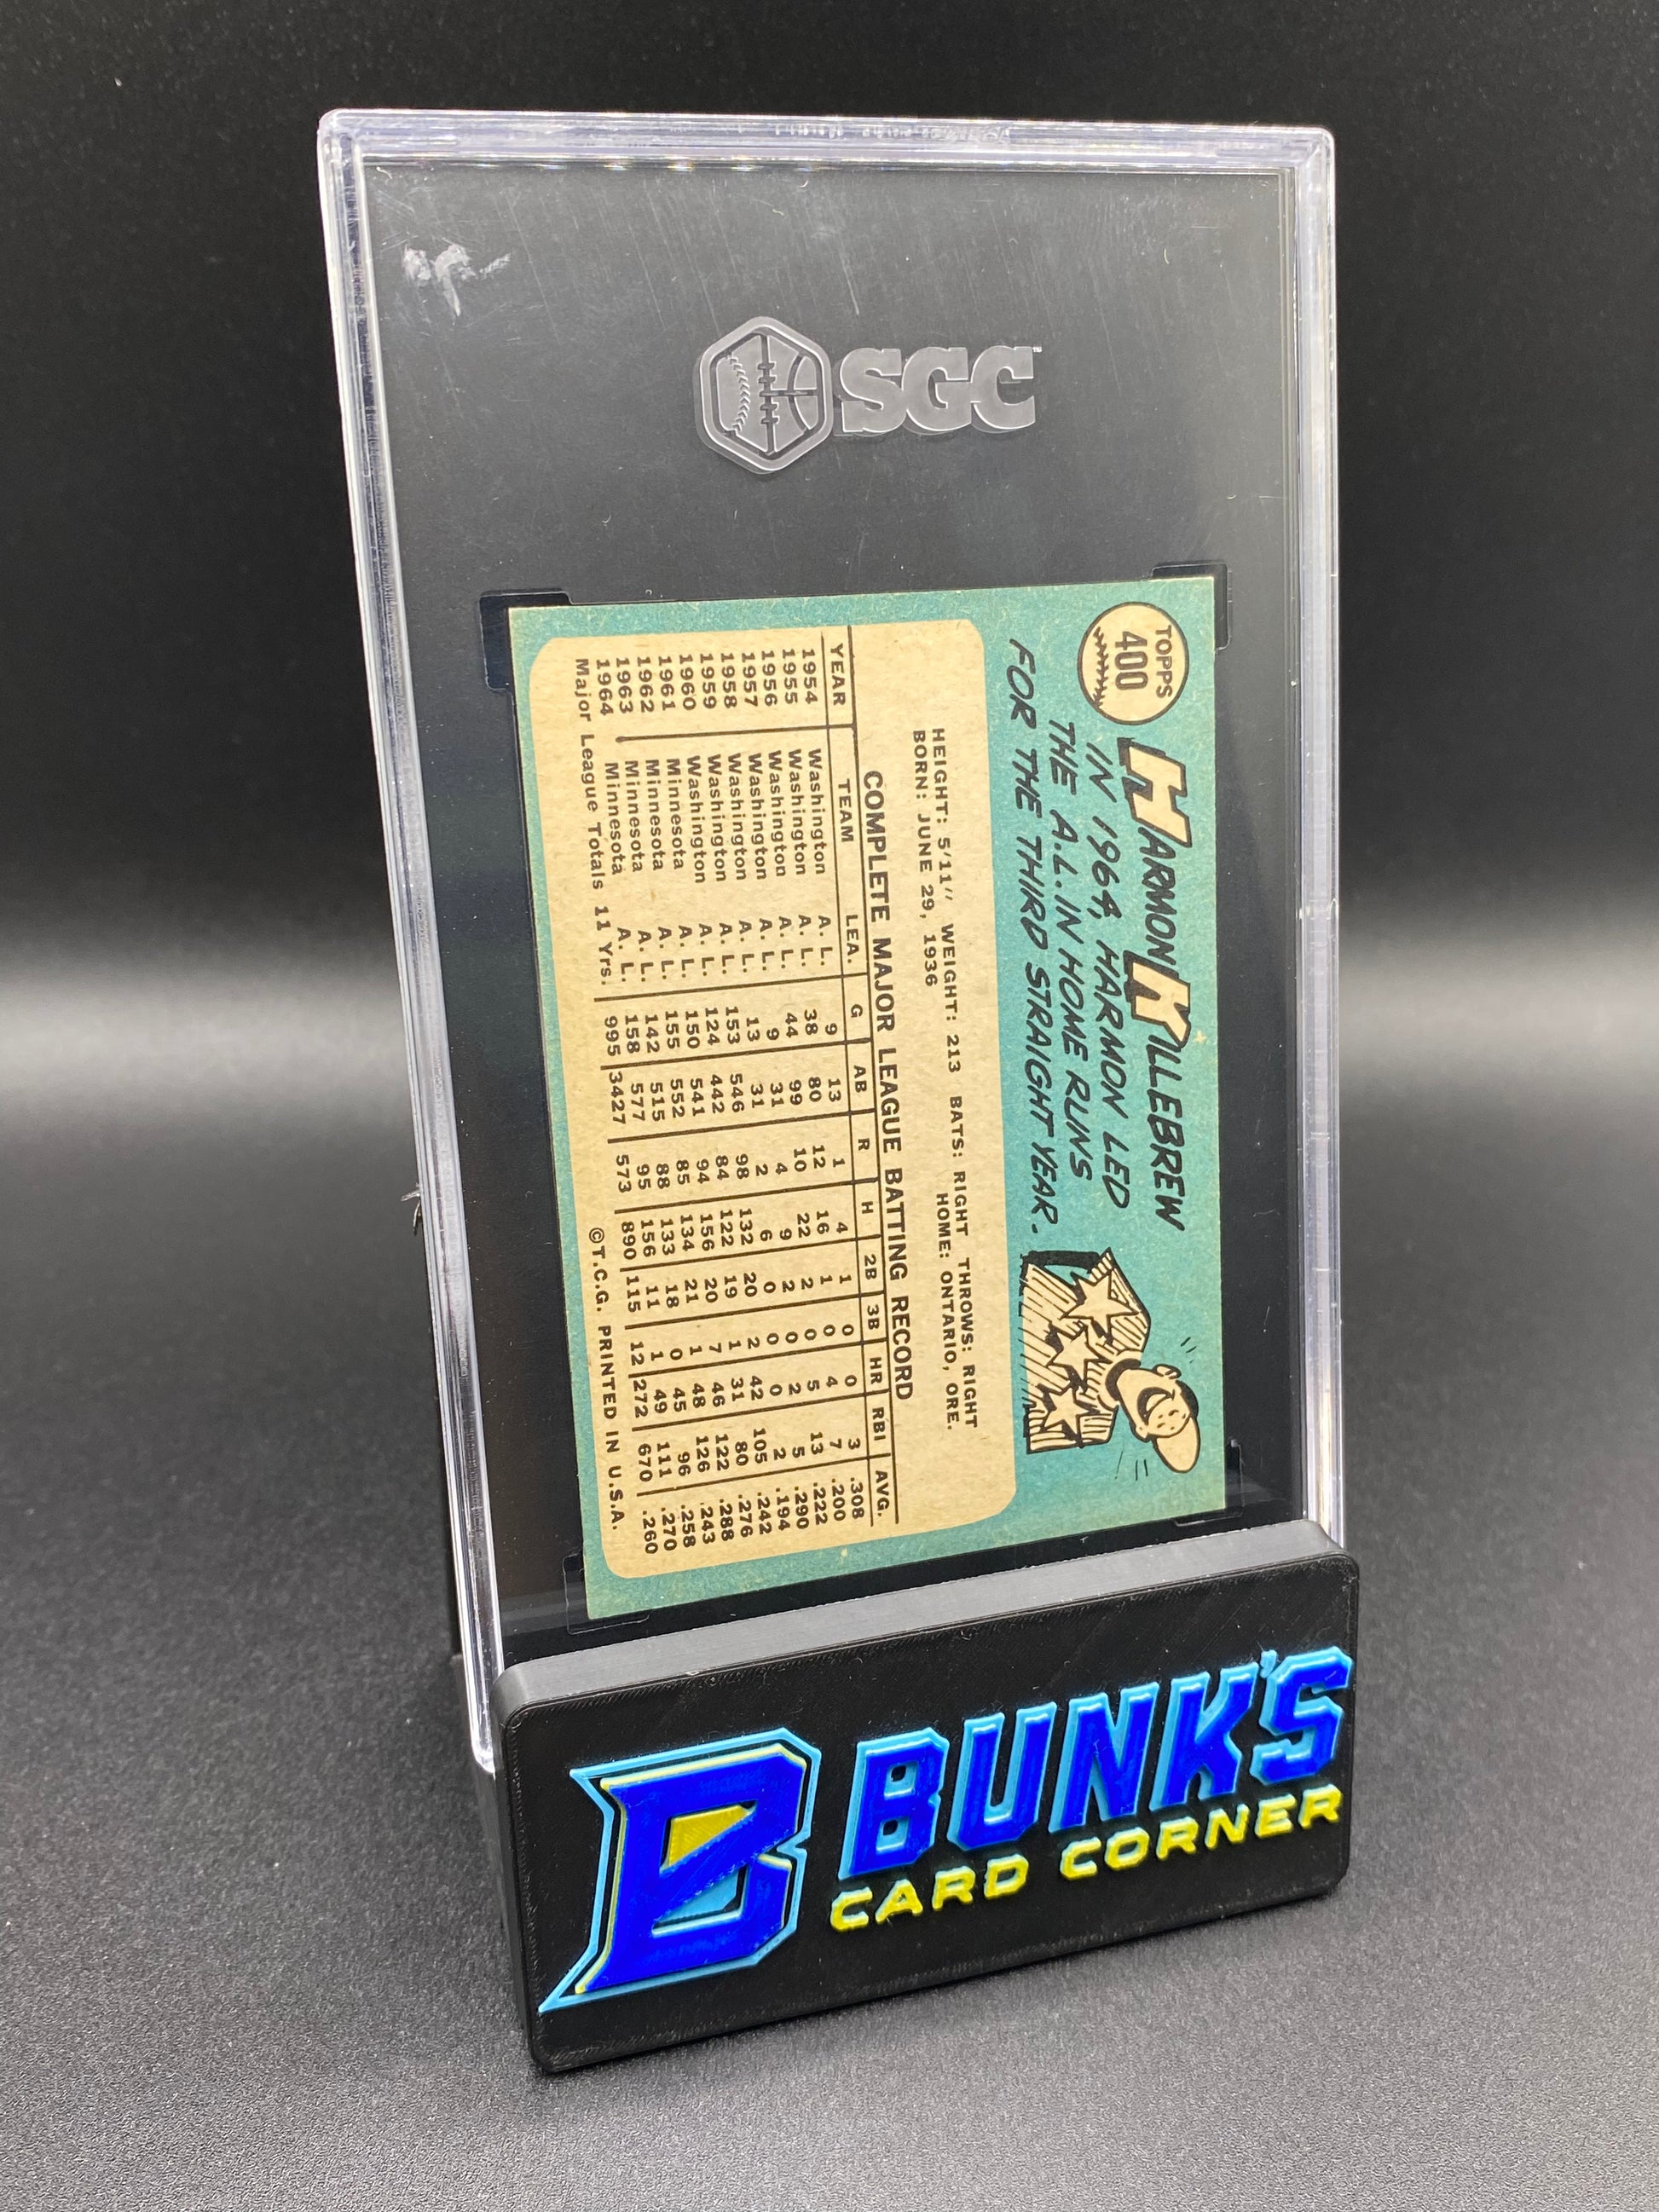 SGC™
TOPPS
400
HARMON KILLEBREW
IN 1964, HARMON LED
THE A.L. IN HOME RUNS
FOR THE THIRD STRAIGHT YEAR.
HEIGHT: 5'11" WEIGHT: 213 BATS: RIGHT THROWS: RIGHT
BORN: JUNE 29, 1936 HOME: ONTARIO, ORE.
COMPLETE MAJOR LEAGUE BATTING RECORD
YEAR TEAM LEA. G AB R H 2B 3B HR RBI AVG.
1954 Washington A. L. 9 13 1 4 1 0 0 3 .308
1955 Washington A. L. 38 80 12 16 1 0 4 7 .200
1956 Washington A. L. 44 99 10 22 2 0 5 13 .222
1957 Washington A. L. 9 31 4 9 2 0 2 5 .290
1958 Washington A. L. 13 31 2 6 0 0 0 2 .194
1959 Washington A. L. 153 546 98 132 20 2 42 105 .242
1960 Washington A. L. 124 442 84 122 19 1 31 80 .276
1961 Minnesota A. L. 150 541 94 156 20 7 46 122 .288
1962 Minnesota A. L. 155 552 85 134 21 1 48 126 .243
1963 Minnesota A. L. 142 515 88 133 18 0 45 96 .258
1964 Minnesota A. L. 158 577 95 156 11 1 49 111 .270
Major League Totals 11 Yrs. 995 3427 573 890 115 12 272 670 .260
©T.C.G. PRINTED IN U.S.A.
B BUNK'S
CARD CORNER